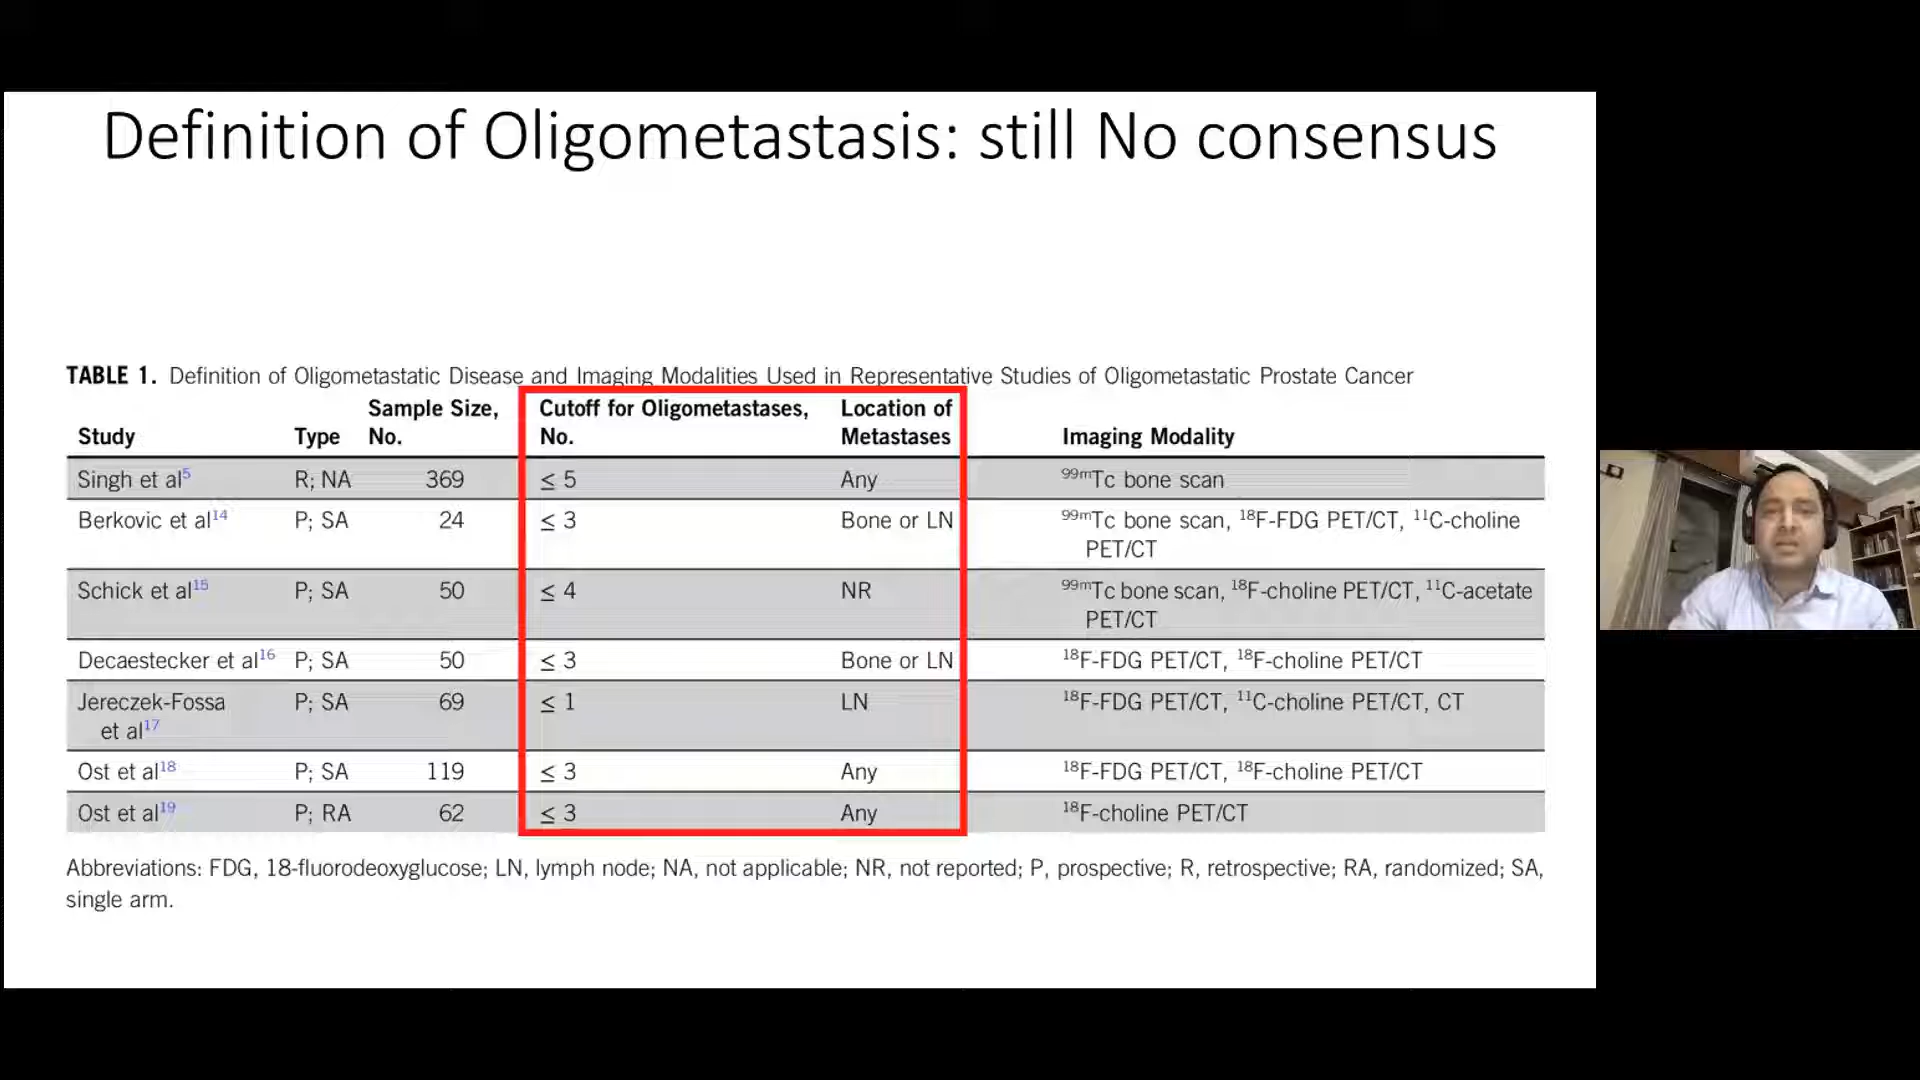 Definition of Oligometastasis: still No consensus
TABLE 1. Definition of Oligometastatic Disease and Imaging Modalities Used in Representative Studies of Oligometastatic Prostate Cancer
Study Type Sample Size, No. Cutoff for Oligometastases, No. Location of Metastases Imaging Modality
Singh et al⁵ R; NA 369 ≤ 5 Any ⁹⁹ᵐTc bone scan
Berkovic et al¹⁴ P; SA 24 ≤ 3 Bone or LN ⁹⁹ᵐTc bone scan, ¹⁸F-FDG PET/CT, ¹¹C-choline
PET/CT
Schick et al¹⁵ P; SA 50 ≤ 4 NR ⁹⁹ᵐTc bone scan, ¹⁸F-choline PET/CT, ¹¹C-acetate
PET/CT
Decaestecker et al¹⁶ P; SA 50 ≤ 3 Bone or LN ¹⁸F-FDG PET/CT, ¹⁸F-choline PET/CT
Jereczek-Fossa P; SA 69 ≤ 1 LN ¹⁸F-FDG PET/CT, ¹¹C-choline PET/CT, CT
et al¹⁷
Ost et al¹⁸ P; SA 119 ≤ 3 Any ¹⁸F-FDG PET/CT, ¹⁸F-choline PET/CT
Ost et al¹⁹ P; RA 62 ≤ 3 Any ¹⁸F-choline PET/CT
Abbreviations: FDG, 18-fluorodeoxyglucose; LN, lymph node; NA, not applicable; NR, not reported; P, prospective; R, retrospective; RA, randomized; SA,
single arm.